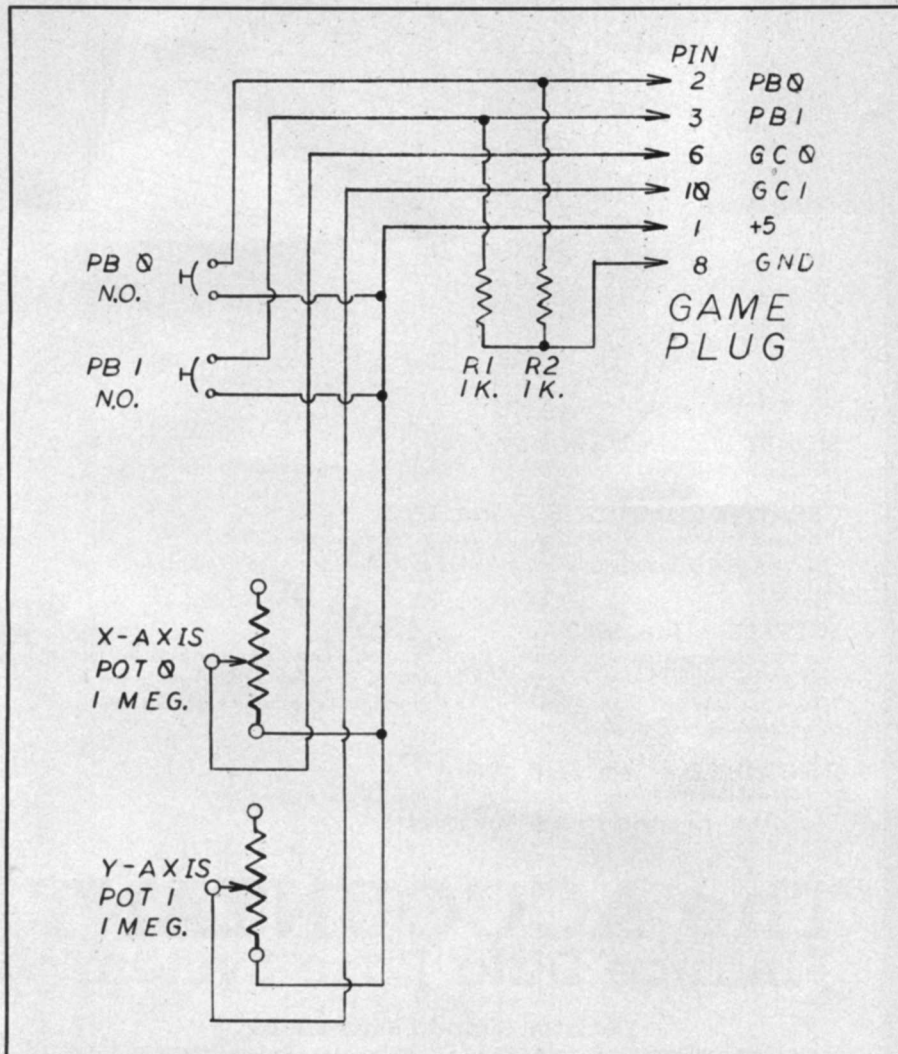 PIN
2 PBØ
3 PB1
6 GCØ
1Ø GC1
1 +5
8 GND
GAME
PLUG
PB Ø
N.O.
PB 1
N.O.
R1 R2
1K. 1K.
X-AXIS
POT Ø
1 MEG.
Y-AXIS
POT 1
1 MEG.